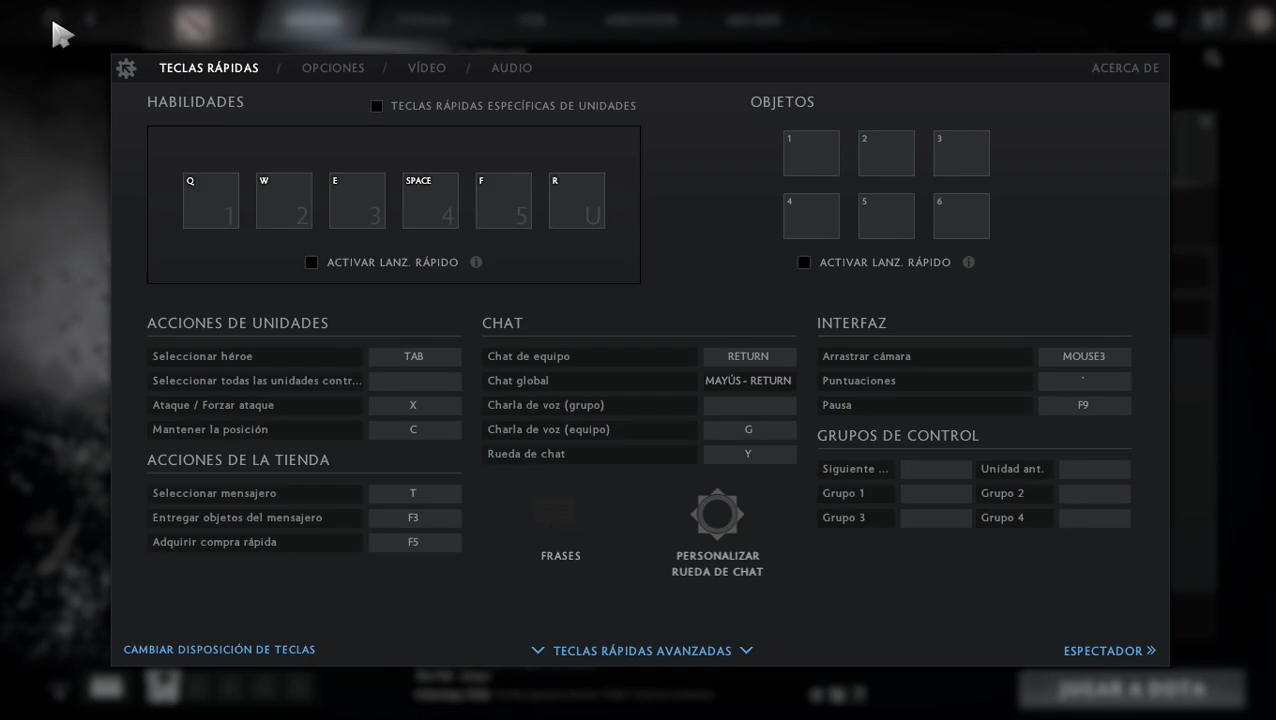 TECLAS RÁPIDAS / OPCIONES / VÍDEO / AUDIO ACERCA DE
HABILIDADES
TECLAS RÁPIDAS ESPECÍFICAS DE UNIDADES
Q W E SPACE F R
1 2 3 4 5 U
ACTIVAR LANZ. RÁPIDO
OBJETOS
1 2 3
4 5 6
ACTIVAR LANZ. RÁPIDO
ACCIONES DE UNIDADES
Seleccionar héroe TAB
Seleccionar todas las unidades contr...
Ataque / Forzar ataque X
Mantener la posición C
ACCIONES DE LA TIENDA
Seleccionar mensajero T
Entregar objetos del mensajero F3
Adquirir compra rápida F5
CHAT
Chat de equipo RETURN
Chat global MAYÚS - RETURN
Charla de voz (grupo)
Charla de voz (equipo) G
Rueda de chat Y
FRASES
PERSONALIZAR
RUEDA DE CHAT
INTERFAZ
Arrastrar cámara MOUSE3
Puntuaciones `
Pausa F9
GRUPOS DE CONTROL
Siguiente ... Unidad ant.
Grupo 1 Grupo 2
Grupo 3 Grupo 4
CAMBIAR DISPOSICIÓN DE TECLAS
TECLAS RÁPIDAS AVANZADAS
ESPECTADOR »
JUGAR A DOTA